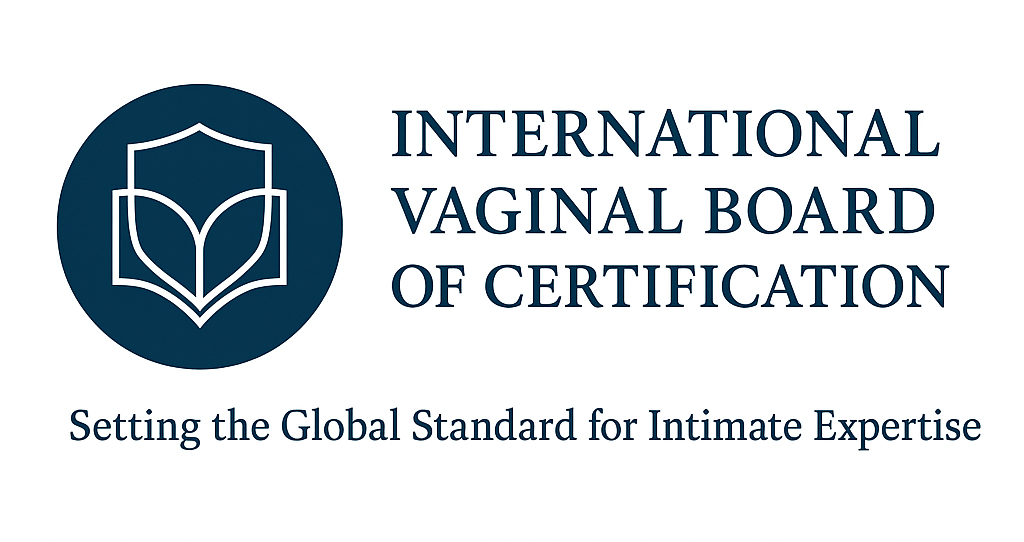 INTERNATIONAL
VAGINAL BOARD
OF CERTIFICATION
Setting the Global Standard for Intimate Expertise